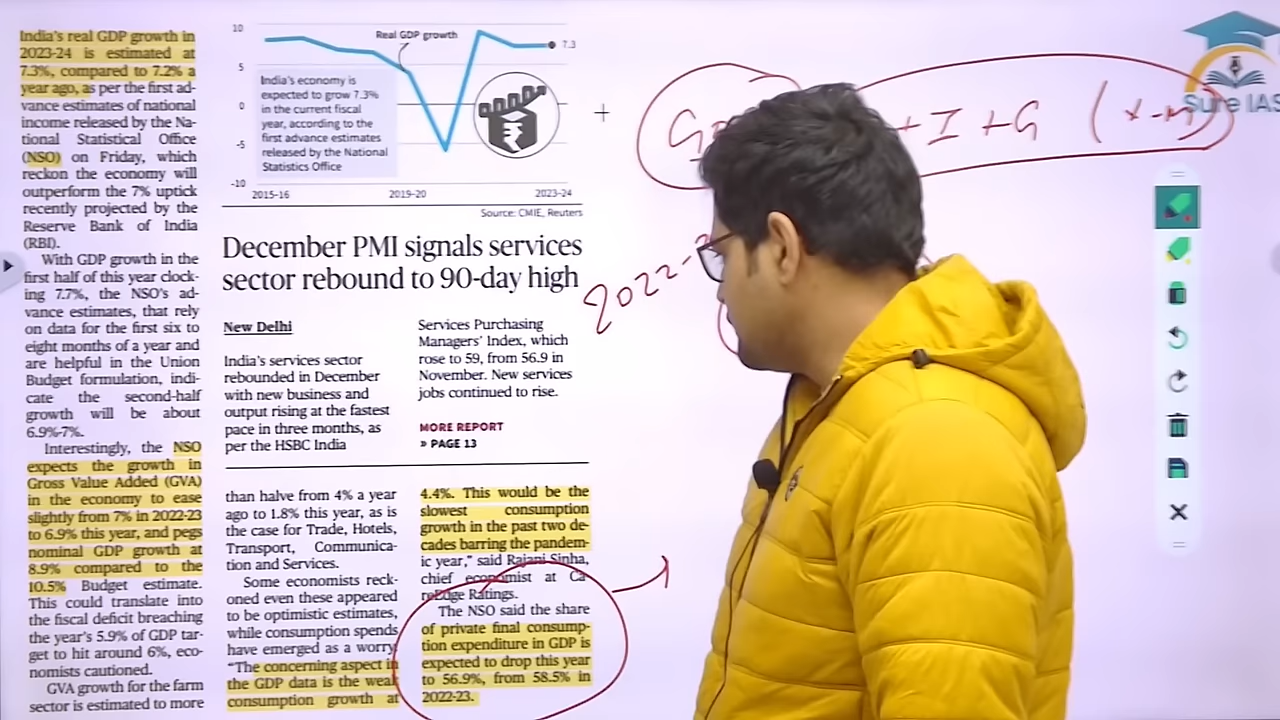 India's real GDP growth in
2023-24 is estimated at
7.3%, compared to 7.2% a
year ago, as per the first ad-
vance estimates of national
income released by the Na-
tional Statistical Office
(NSO) on Friday, which
reckon the economy will
outperform the 7% uptick
recently projected by the
Reserve Bank of India
(RBI).
With GDP growth in the
first half of this year clock-
ing 7.7%, the NSO's ad-
vance estimates, that rely
on data for the first six to
eight months of a year and
are helpful in the Union
Budget formulation, indi-
cate the second-half
growth will be about
6.9%-7%.
Interestingly, the NSO
expects the growth in
Gross Value Added (GVA)
in the economy to ease
slightly from 7% in 2022-23
to 6.9% this year, and pegs
nominal GDP growth at
8.9% compared to the
10.5% Budget estimate.
This could translate into
the fiscal deficit breaching
the year's 5.9% of GDP tar-
get to hit around 6%, eco-
nomists cautioned.
GVA growth for the farm
sector is estimated to more
10
5
0
-5
-10
Real GDP growth
7.3
India's economy is
expected to grow 7.3%
in the current fiscal
year, according to the
first advance estimates
released by the National
Statistics Office
2015-16
2019-20
2023-24
Source: CMIE, Reuters
December PMI signals services
sector rebound to 90-day high
New Delhi
India's services sector
rebounded in December
with new business and
output rising at the fastest
pace in three months, as
per the HSBC India
Services Purchasing
Managers' Index, which
rose to 59, from 56.9 in
November. New services
jobs continued to rise.
MORE REPORT
» PAGE 13
than halve from 4% a year
ago to 1.8% this year, as is
the case for Trade, Hotels,
Transport, Communica-
tion and Services.
Some economists reck-
oned even these appeared
to be optimistic estimates,
while consumption spends
have emerged as a worry.
“The concerning aspect in
the GDP data is the weak
consumption growth at
4.4%. This would be the
slowest consumption
growth in the past two de-
cades barring the pandem-
ic year,” said Rajani Sinha,
chief economist at Ca-
reEdge Ratings.
The NSO said the share
of private final consump-
tion expenditure in GDP is
expected to drop this year
to 56.9%, from 58.5% in
2022-23.
+ I + G (x-m)
2022-
Sure IAS